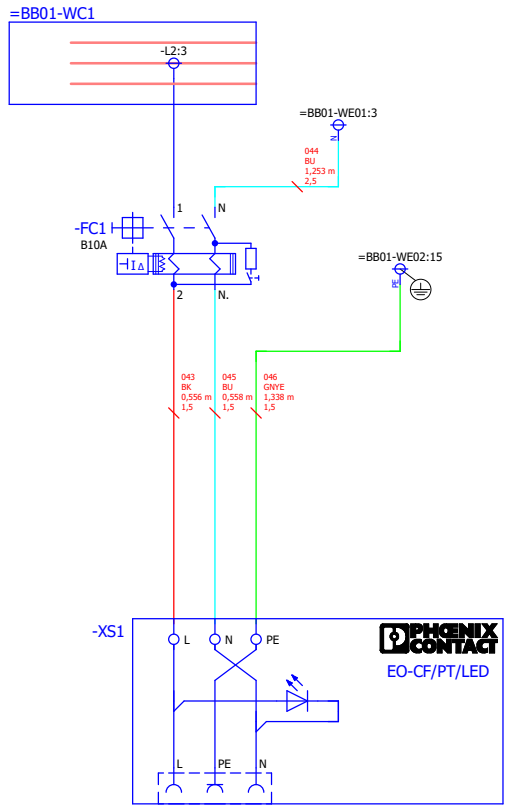 =BB01-WC1
-L2:3
=BB01-WE01:3
N
044
BU
1,253 m
2,5
1
N
-FC1
B10A
I Δ
=BB01-WE02:15
PE
2
N.
043
BK
0,556 m
1,5
045
BU
0,558 m
1,5
046
GNYE
1,338 m
1,5
-XS1
L
N
PE
PHŒNIX
CONTACT
EO-CF/PT/LED
L
PE
N